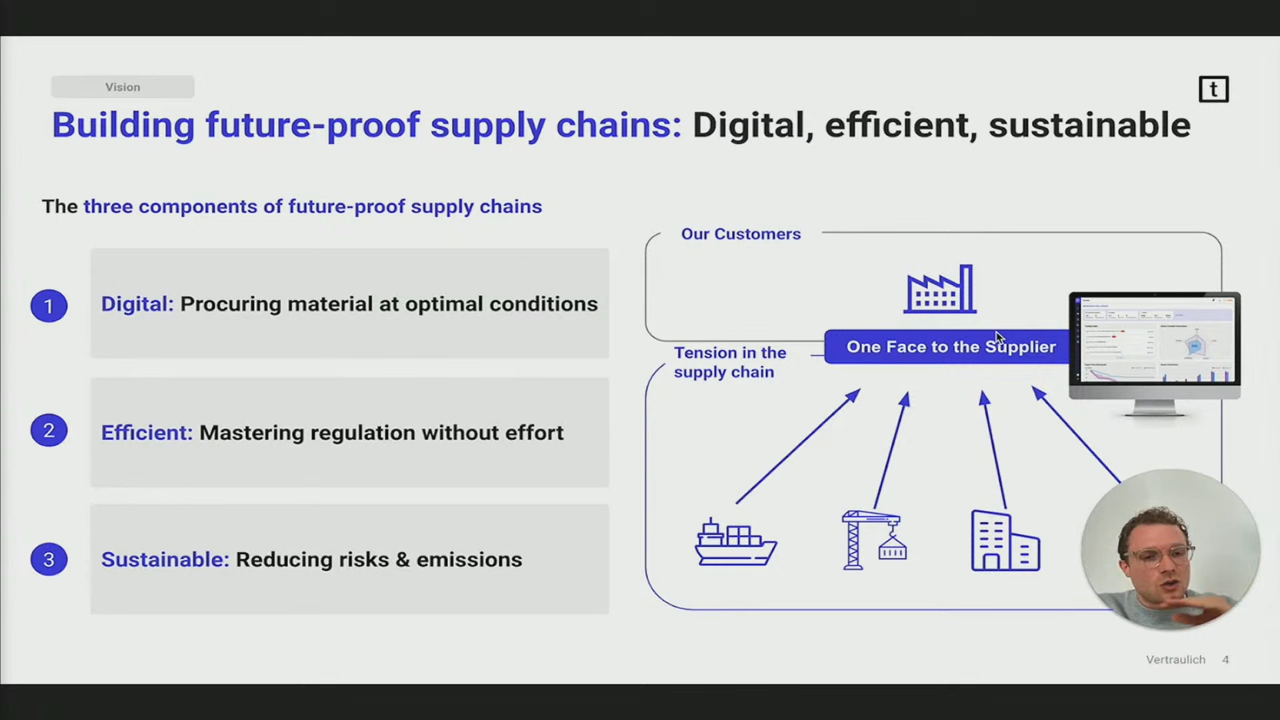 Vision
t
Building future-proof supply chains: Digital, efficient, sustainable
The three components of future-proof supply chains
1
Digital: Procuring material at optimal conditions
2
Efficient: Mastering regulation without effort
3
Sustainable: Reducing risks & emissions
Our Customers
One Face to the Supplier
Tension in the
supply chain
Vertraulich 4